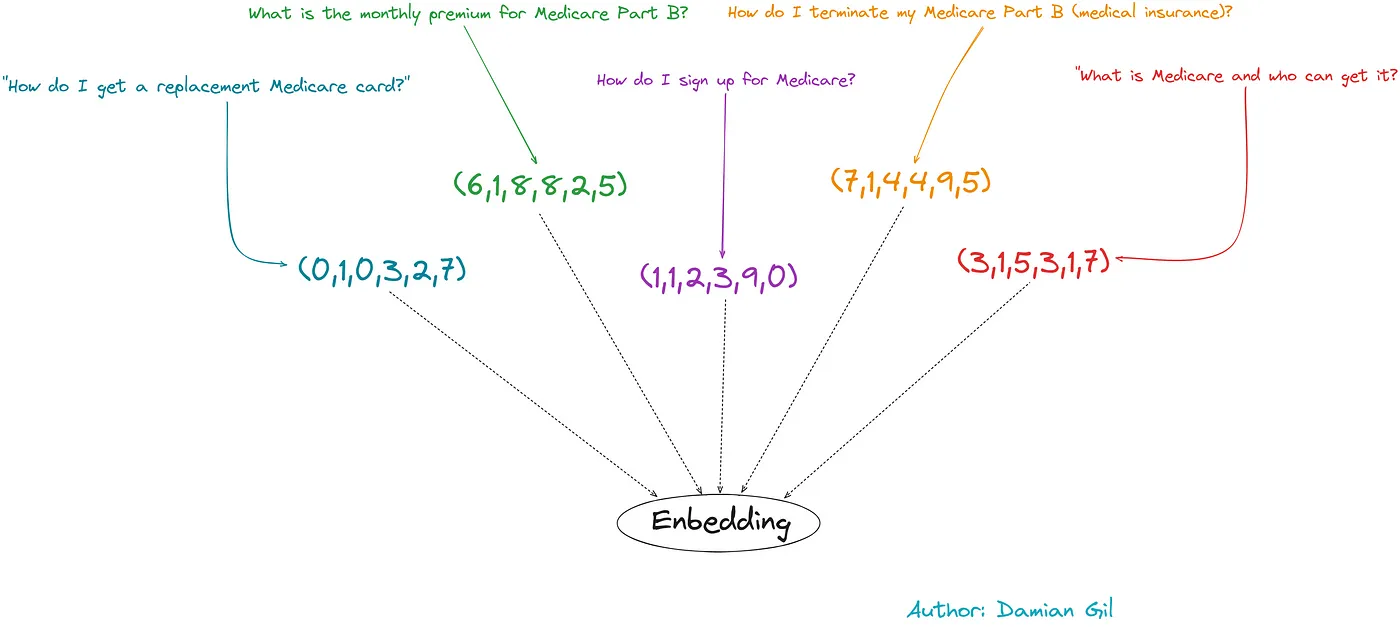 What is the monthly premium for Medicare Part B?
How do I terminate my Medicare Part B (medical insurance)?
"How do I get a replacement Medicare card?"
How do I sign up for Medicare?
"What is Medicare and who can get it?
(6,1,8,8,2,5)
(7,1,4,4,9,5)
(0,1,0,3,2,7)
(1,1,2,3,9,0)
(3,1,5,3,1,7)
Enbedding
Author: Damian Gil